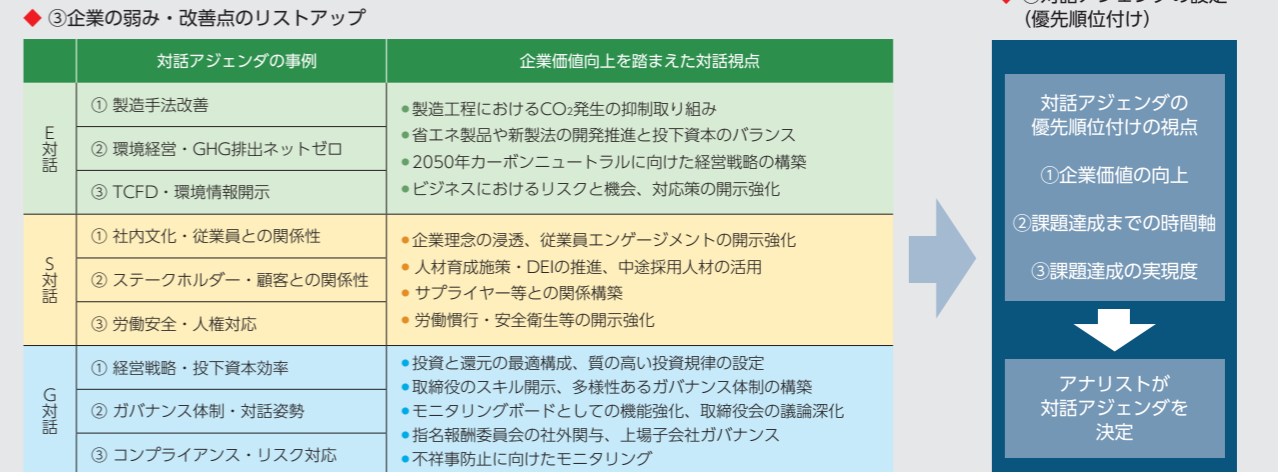 ◆ ③企業の弱み・改善点のリストアップ
対話アジェンダの事例
企業価値向上を踏まえた対話視点
E対話
① 製造手法改善
② 環境経営・GHG排出ネットゼロ
③ TCFD・環境情報開示
●製造工程におけるCO₂発生の抑制取り組み
●省エネ製品や新製法の開発推進と投下資本のバランス
●2050年カーボンニュートラルに向けた経営戦略の構築
●ビジネスにおけるリスクと機会、対応策の開示強化
S対話
① 社内文化・従業員との関係性
② ステークホルダー・顧客との関係性
③ 労働安全・人権対応
●企業理念の浸透、従業員エンゲージメントの開示強化
● 人材育成施策・DEIの推進、中途採用人材の活用
● サプライヤー等との関係構築
● 労働慣行・安全衛生等の開示強化
G対話
① 経営戦略・投下資本効率
② ガバナンス体制・対話姿勢
③ コンプライアンス・リスク対応
●投資と還元の最適構成、質の高い投資規律の設定
●取締役のスキル開示、多様性あるガバナンス体制の構築
●モニタリングボードとしての機能強化、取締役会の議論深化
●指名報酬委員会の社外関与、上場子会社ガバナンス
●不祥事防止に向けたモニタリング
（優先順位付け）
対話アジェンダの
優先順位付けの視点
①企業価値の向上
②課題達成までの時間軸
③課題達成の実現度
アナリストが
対話アジェンダを
決定